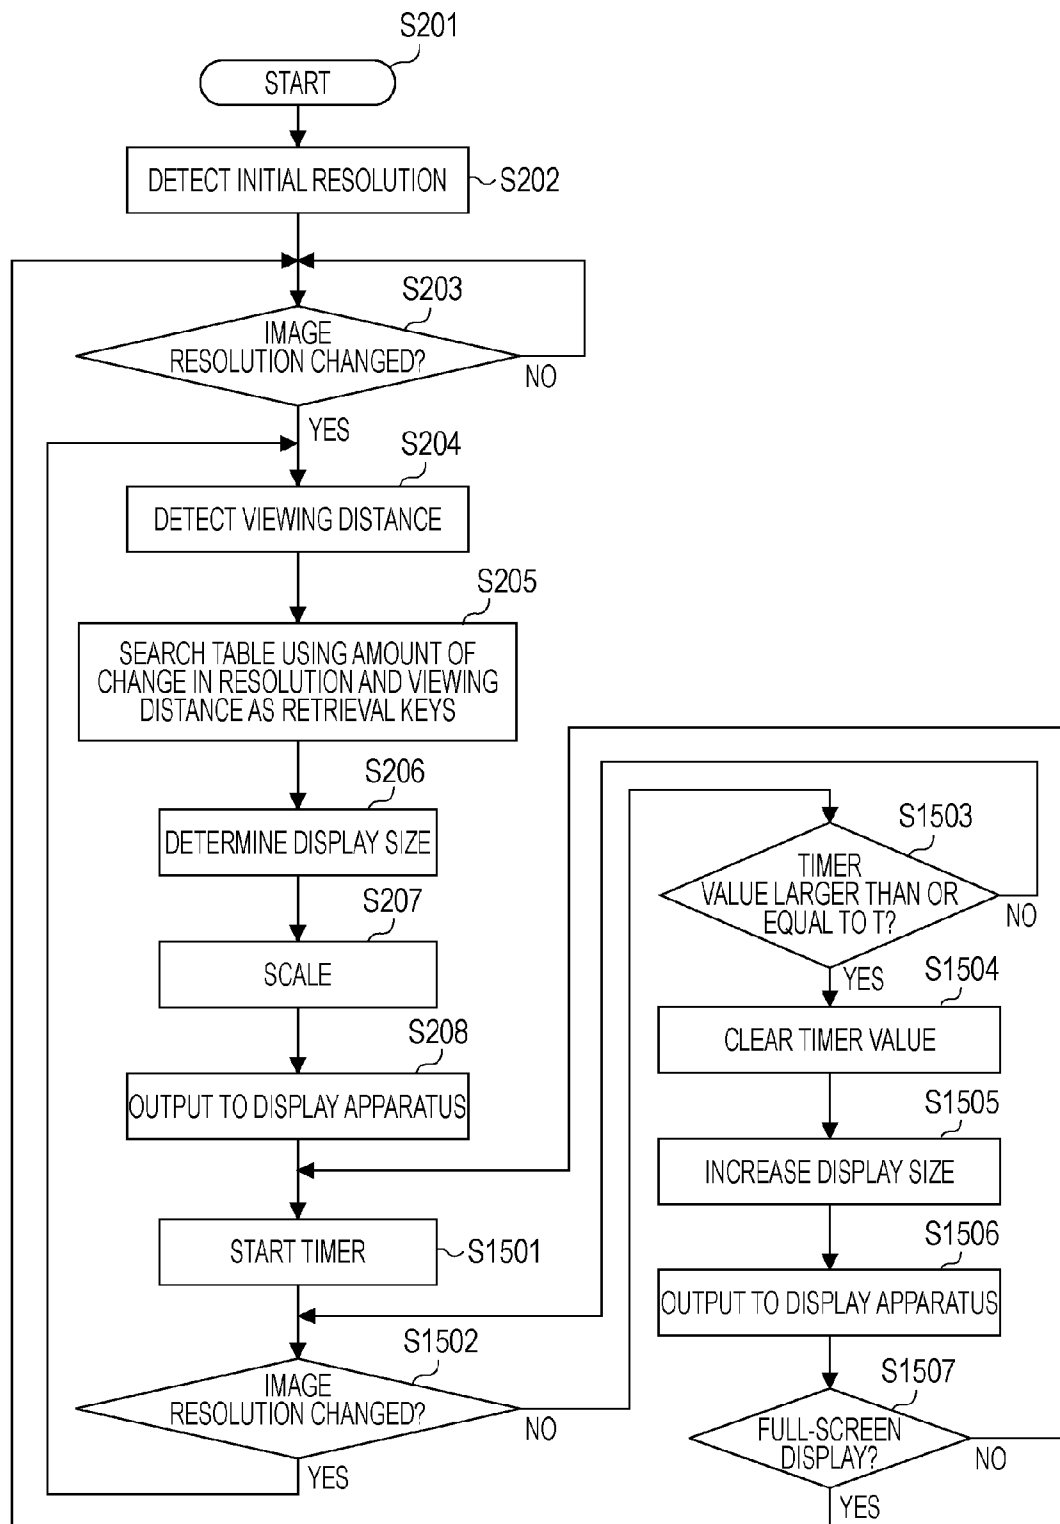 S201
START
DETECT INITIAL RESOLUTION
S202
S203
IMAGE
RESOLUTION CHANGED?
NO
YES
S204
DETECT VIEWING DISTANCE
S205
SEARCH TABLE USING AMOUNT OF
CHANGE IN RESOLUTION AND VIEWING
DISTANCE AS RETRIEVAL KEYS
S206
DETERMINE DISPLAY SIZE
S207
SCALE
S208
OUTPUT TO DISPLAY APPARATUS
START TIMER
S1501
S1502
IMAGE
RESOLUTION CHANGED?
NO
YES
S1503
TIMER
VALUE LARGER THAN OR
EQUAL TO T?
NO
YES
S1504
CLEAR TIMER VALUE
S1505
INCREASE DISPLAY SIZE
S1506
OUTPUT TO DISPLAY APPARATUS
S1507
FULL-SCREEN
DISPLAY?
NO
YES